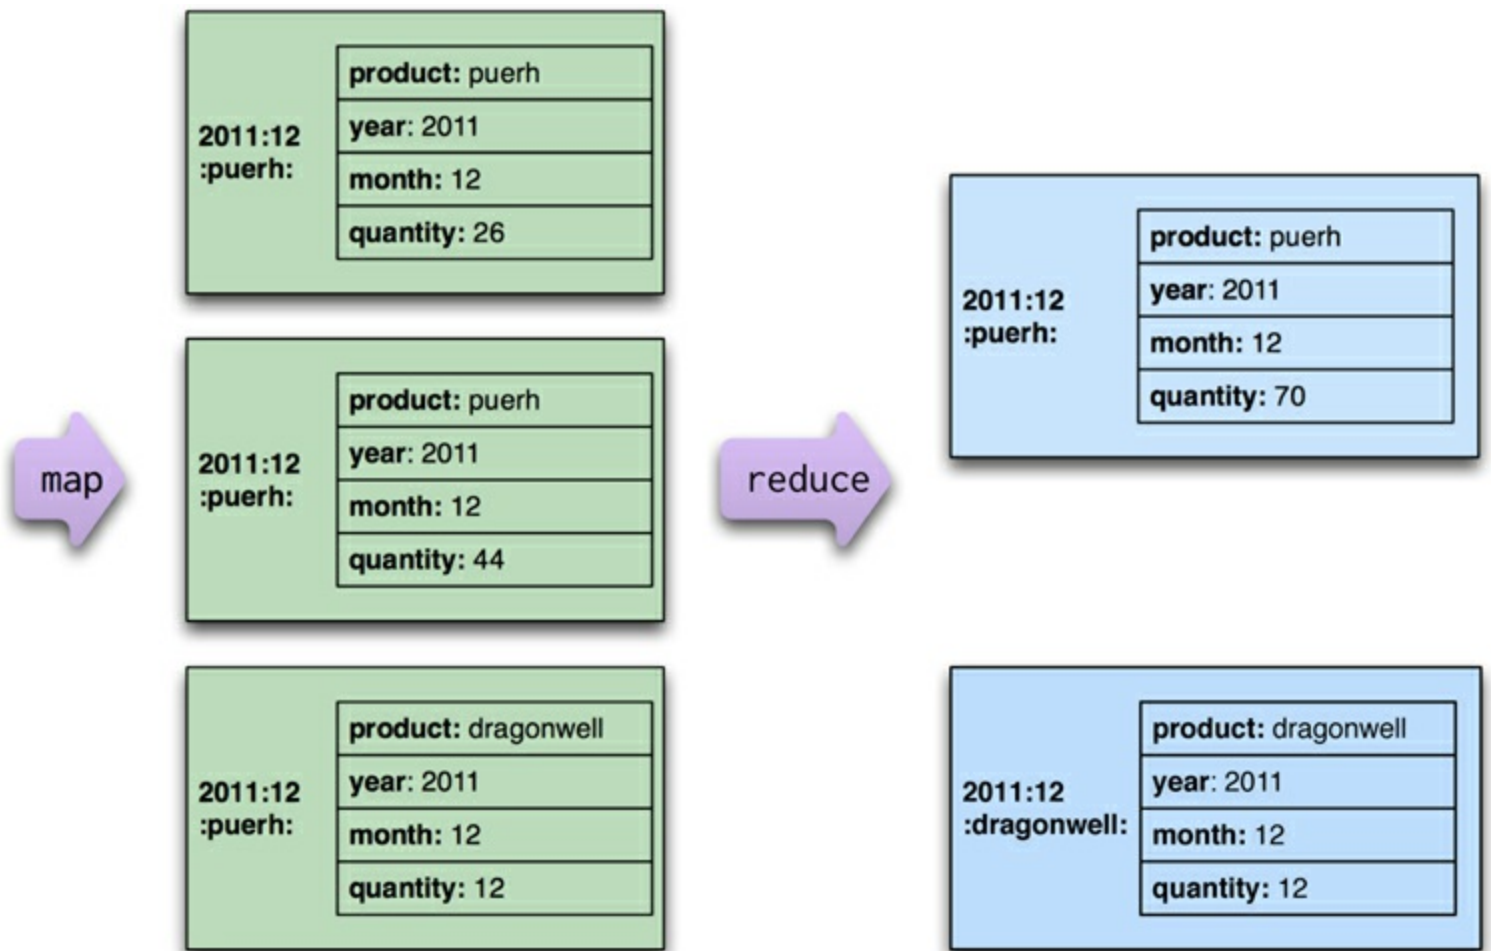 2011:12
:puerh:
product: puerh
year: 2011
month: 12
quantity: 26
map
2011:12
:puerh:
product: puerh
year: 2011
month: 12
quantity: 44
2011:12
:puerh:
product: dragonwell
year: 2011
month: 12
quantity: 12
reduce
2011:12
:puerh:
product: puerh
year: 2011
month: 12
quantity: 70
2011:12
:dragonwell:
product: dragonwell
year: 2011
month: 12
quantity: 12